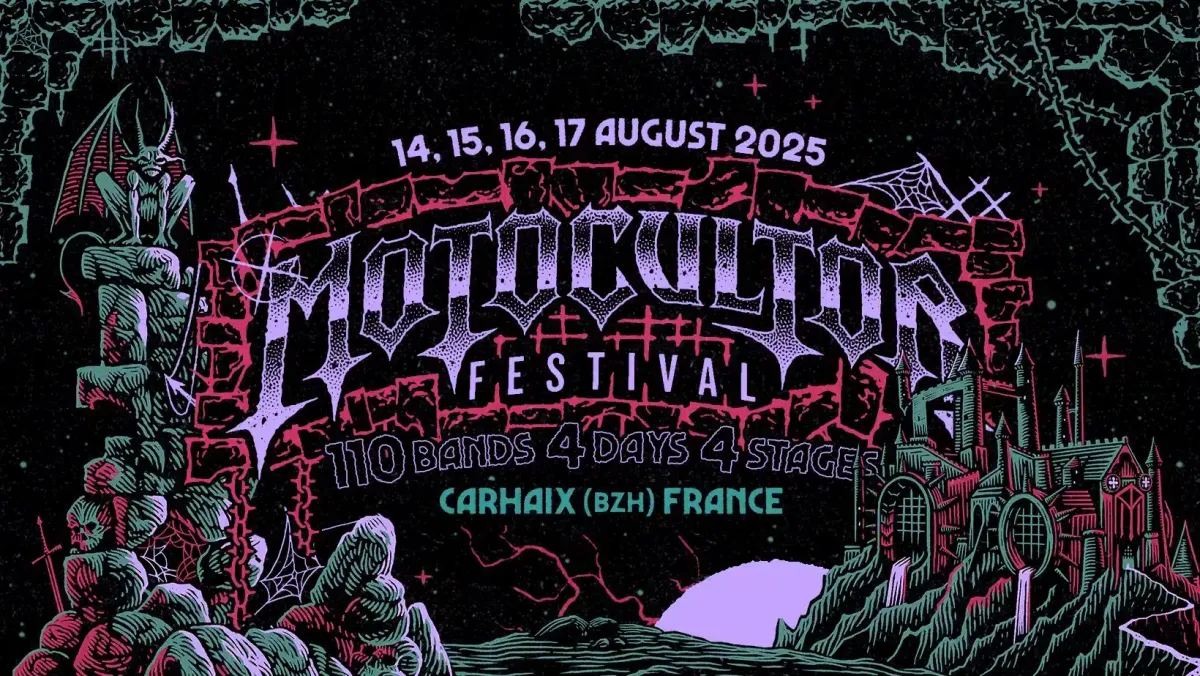 14, 15, 16, 17 AUGUST 2025
MOTOCULTOR
FESTIVAL
110 BANDS 4 DAYS 4 STAGES
CARHAIX (BZH) FRANCE